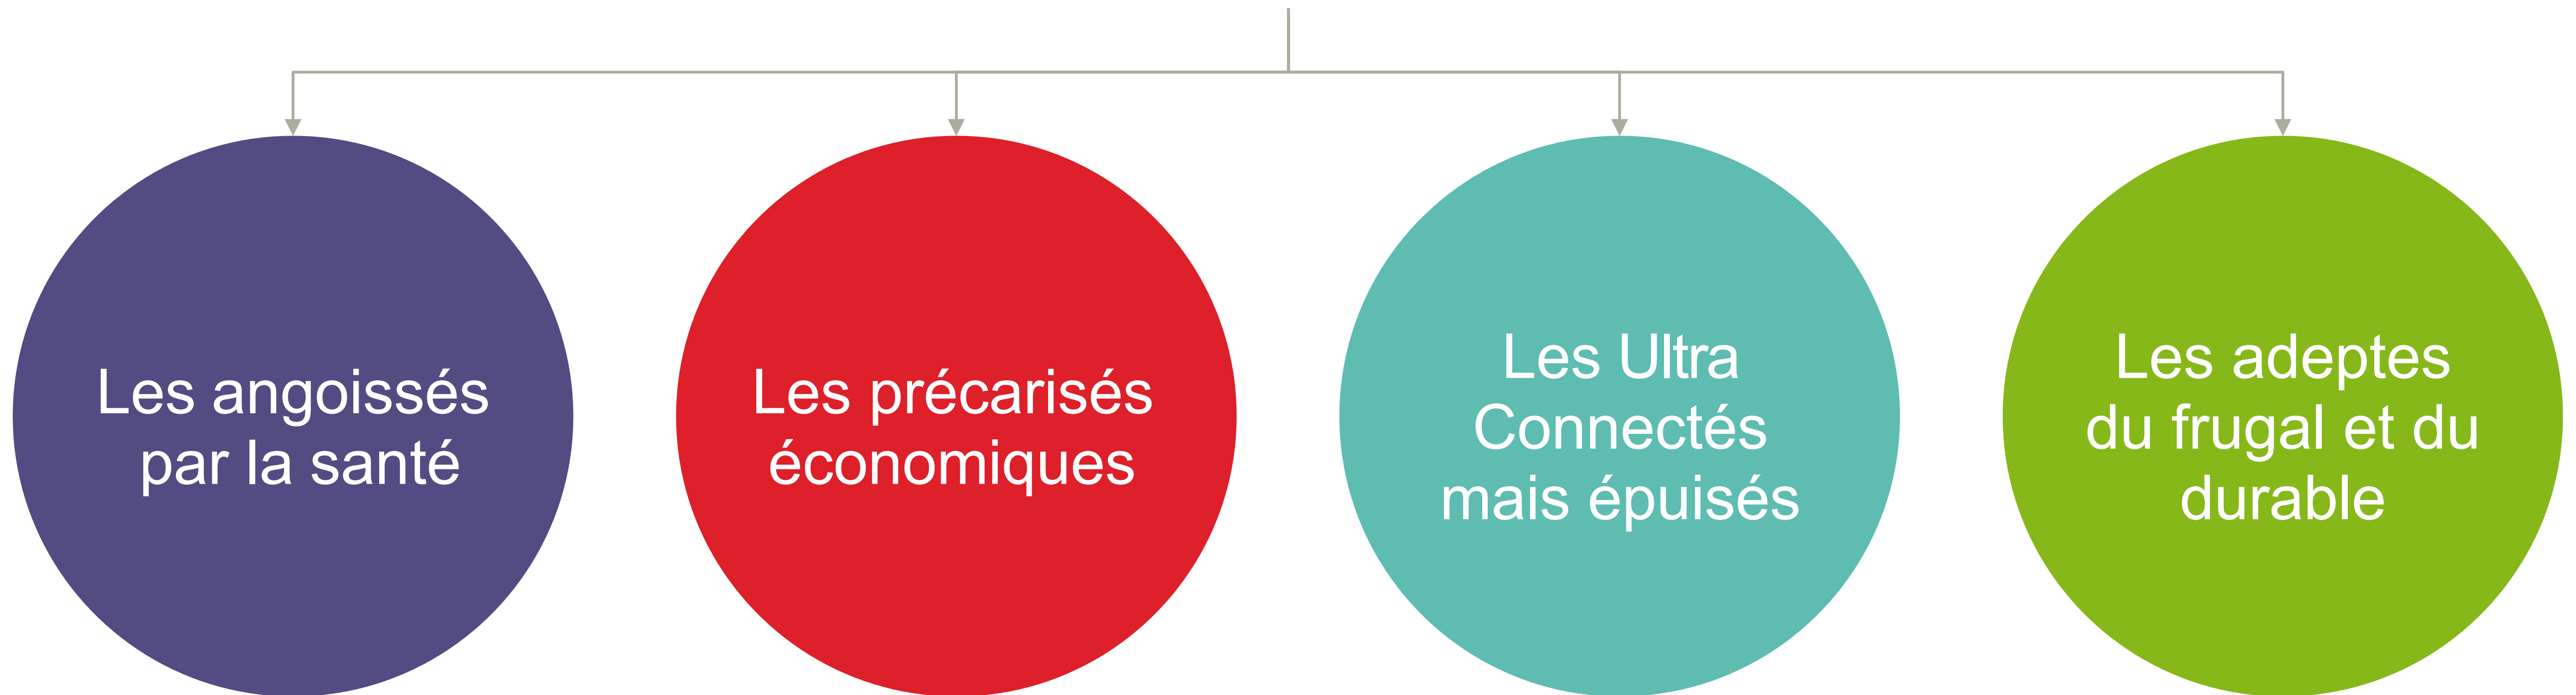 Les angoissés
par la santé
Les précarisés
économiques
Les Ultra
Connectés
mais épuisés
Les adeptes
du frugal et du
durable